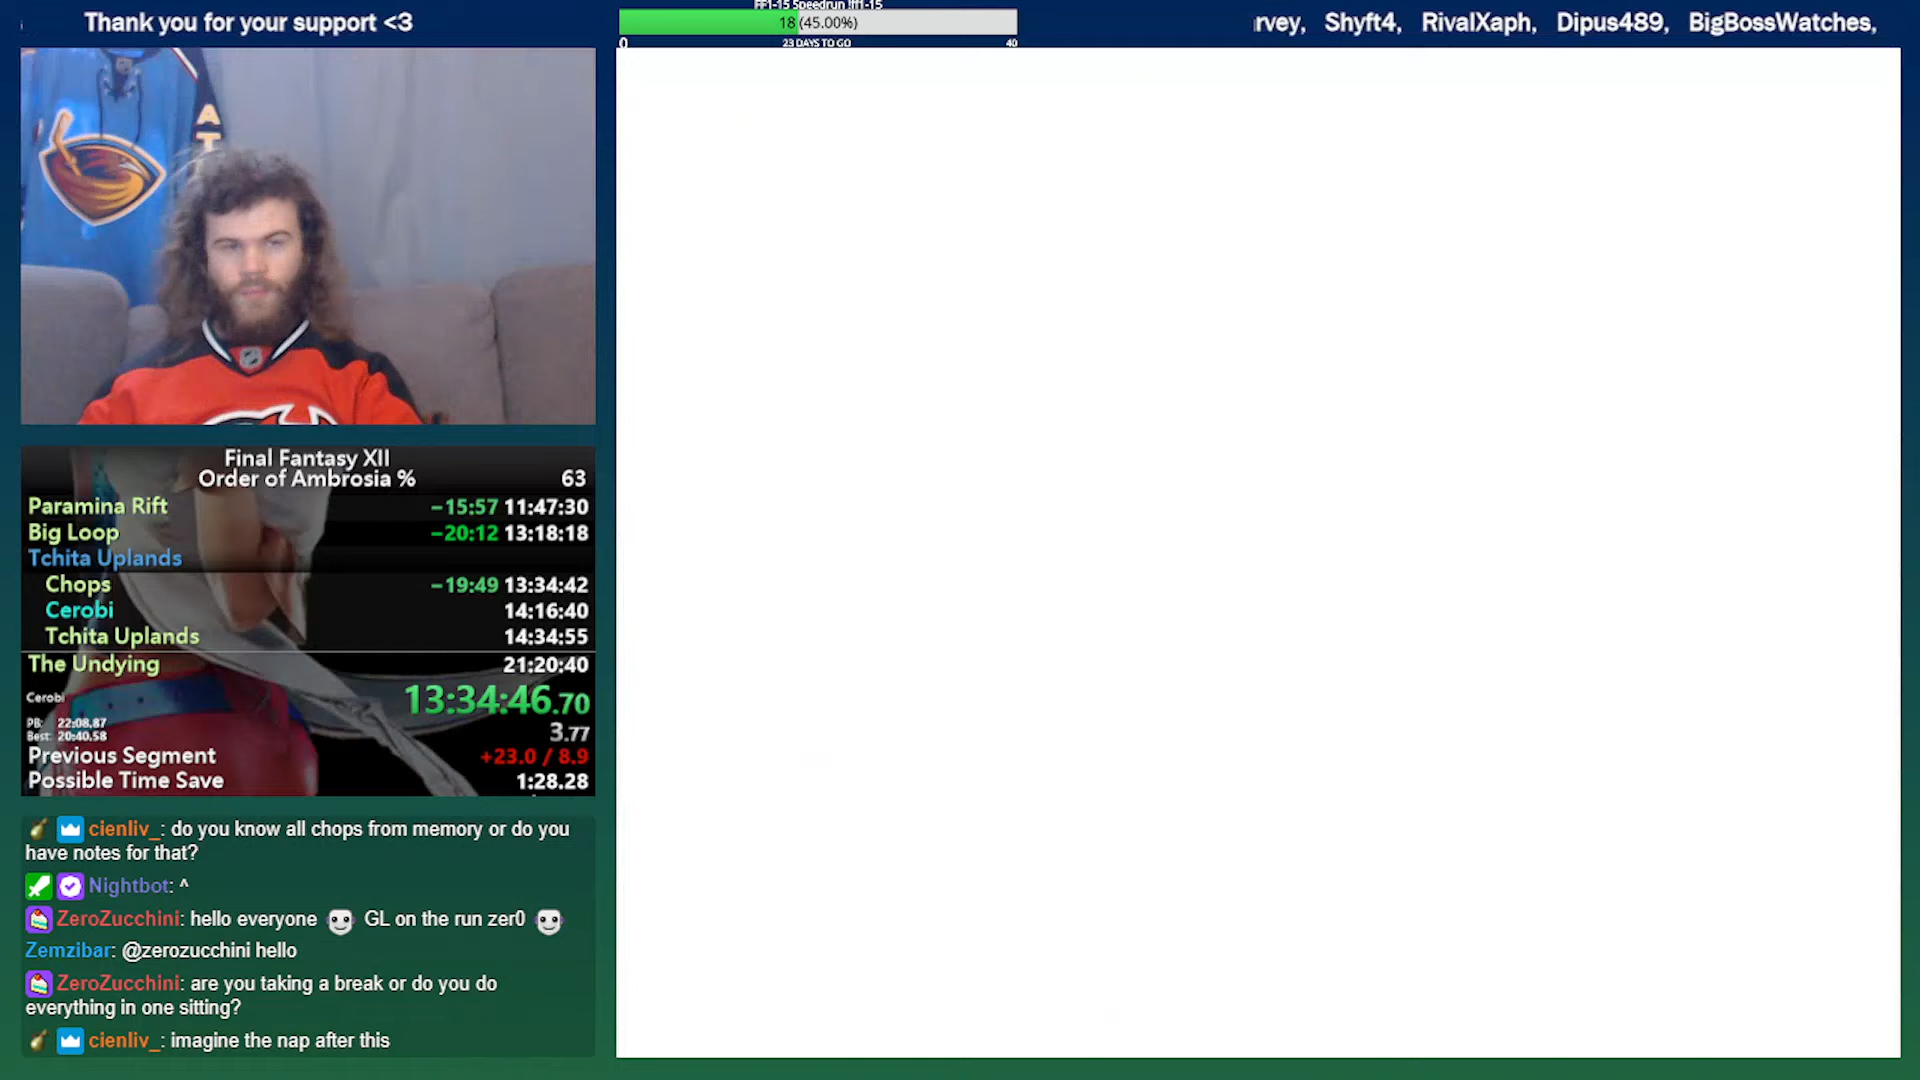 Thank you for your support <3
FF1-15 Speedrun !ff1-15
18 (45.00%)
0 23 DAYS TO GO 40
rvey, Shyft4, RivalXaph, Dipus489, BigBossWatches,
A
Final Fantasy XII
Order of Ambrosia % 63
Paramina Rift −15:57 11:47:30
Big Loop −20:12 13:18:18
Tchita Uplands
Chops −19:49 13:34:42
Cerobi 14:16:40
Tchita Uplands 14:34:55
The Undying 21:20:40
Cerobi 13:34:46.70
PB: 22:08.87
Best: 20:40.58 3.77
Previous Segment +23.0 / 8.9
Possible Time Save 1:28.28
cienliv_: do you know all chops from memory or do you
have notes for that?
Nightbot: ^
ZeroZucchini: hello everyone GL on the run zer0
Zemzibar: @zerozucchini hello
ZeroZucchini: are you taking a break or do you do
everything in one sitting?
cienliv_: imagine the nap after this